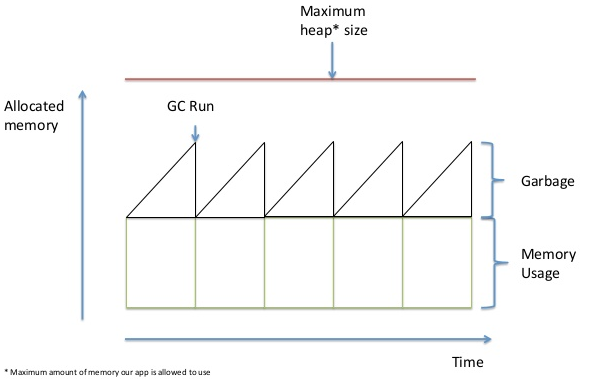 Maximum
heap* size
Allocated
memory
GC Run
Garbage
Memory
Usage
Time
* Maximum amount of memory our app is allowed to use